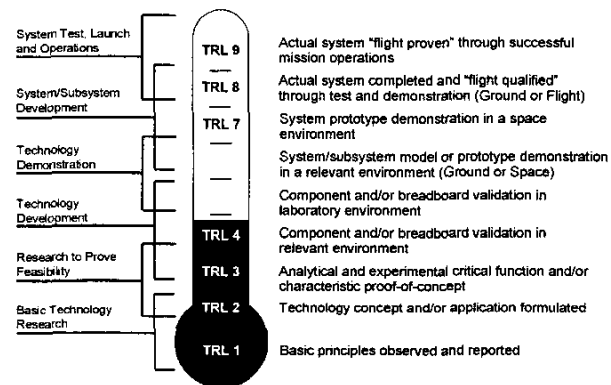 System Test, Launch
and Operations
System/Subsystem
Development
Technology
Demonstration
Technology
Development
Research to Prove
Feasibility
Basic Technology
Research
TRL 9
TRL 8
TRL 7
TRL 4
TRL 3
TRL 2
TRL 1
Actual system "flight proven" through successful
mission operations
Actual system completed and "flight qualified"
through test and demonstration (Ground or Flight)
System prototype demonstration in a space
environment
System/subsystem model or prototype demonstration
in a relevant environment (Ground or Space)
Component and/or breadboard validation in
laboratory environment
Component and/or breadboard validation in
relevant environment
Analytical and experimental critical function and/or
characteristic proof-of-concept
Technology concept and/or application formulated
Basic principles observed and reported